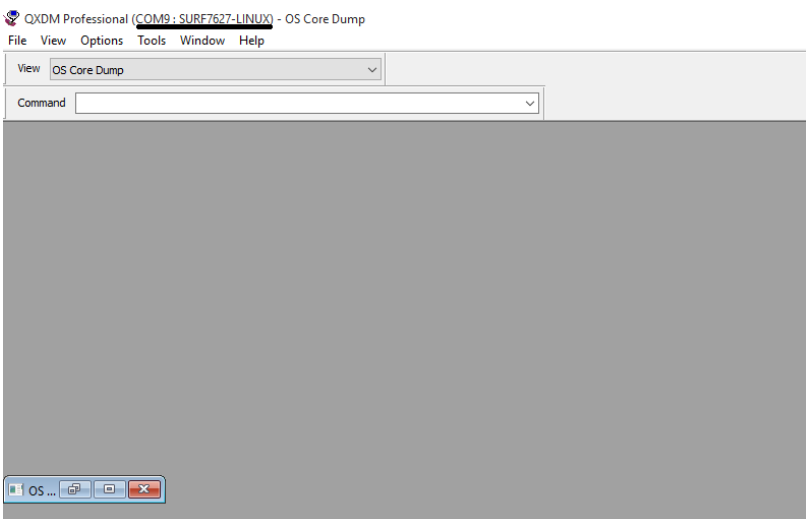 QXDM Professional (COM9 : SURF7627-LINUX) - OS Core Dump
File View Options Tools Window Help
View OS Core Dump
Command
OS ...